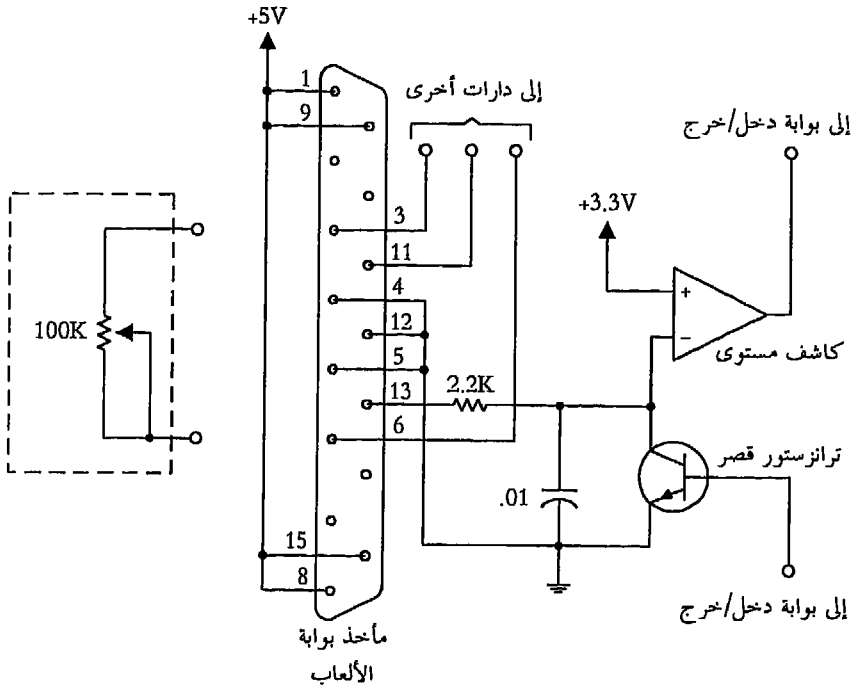 +5V
1
9
إلى دارات أخرى
إلى بوابة دخل/خرج
+3.3V
3
11
4
+
12
−
كاشف مستوى
100K
5
13
2.2K
6
ترانزستور قصر
.01
15
8
إلى بوابة دخل/خرج
مأخذ بوابة
الألعاب